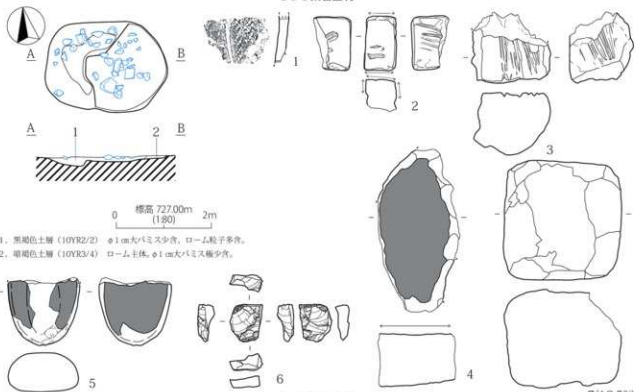 A B
A 1 2 B
標高 727.00m
0 (1:80) 2m
1. 黒褐色土層 (10YR2/2) φ1cm大パミス少含、ローム粒子多含。
2. 暗褐色土層 (10YR3/4) ローム主体。φ1cm大パミス極少含。
1
2
3
4
5
6